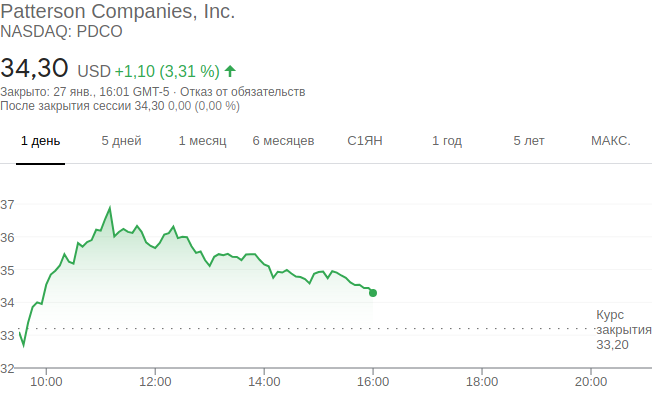 Patterson Companies, Inc.
NASDAQ: PDCO
34,30 USD +1,10 (3,31 %)
Закрыто: 27 янв., 16:01 GMT-5 · Отказ от обязательств
После закрытия сессии 34,30 0,00 (0,00 %)
1 день 5 дней 1 месяц 6 месяцев С1ЯН 1 год 5 лет МАКС.
37
36
35
34
Курс
закрытия
33,20
33
32
10:00 12:00 14:00 16:00 18:00 20:00